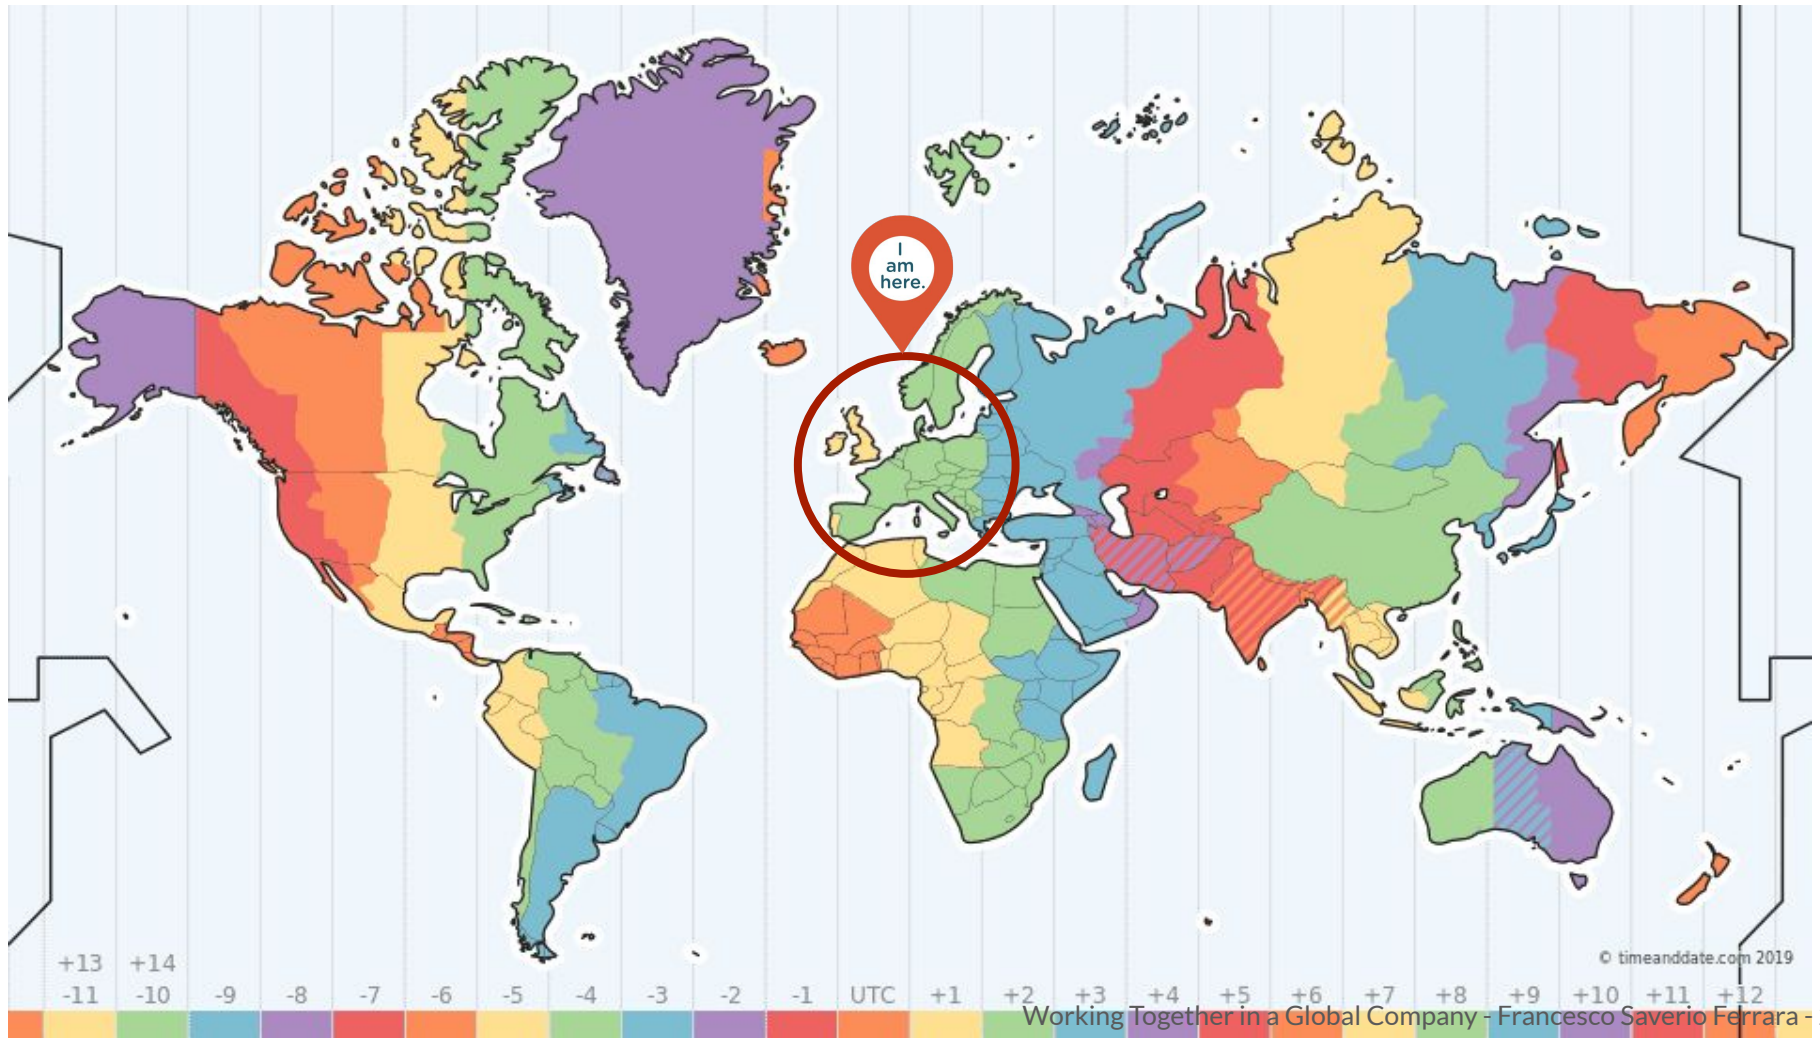 I
am
here.
+13 +14
© timeanddate.com 2019
-11 -10 -9 -8 -7 -6 -5 -4 -3 -2 -1 UTC +1 +2 +3 +4 +5 +6 +7 +8 +9 +10 +11 +12
Working Together in a Global Company - Francesco Saverio Ferrara -